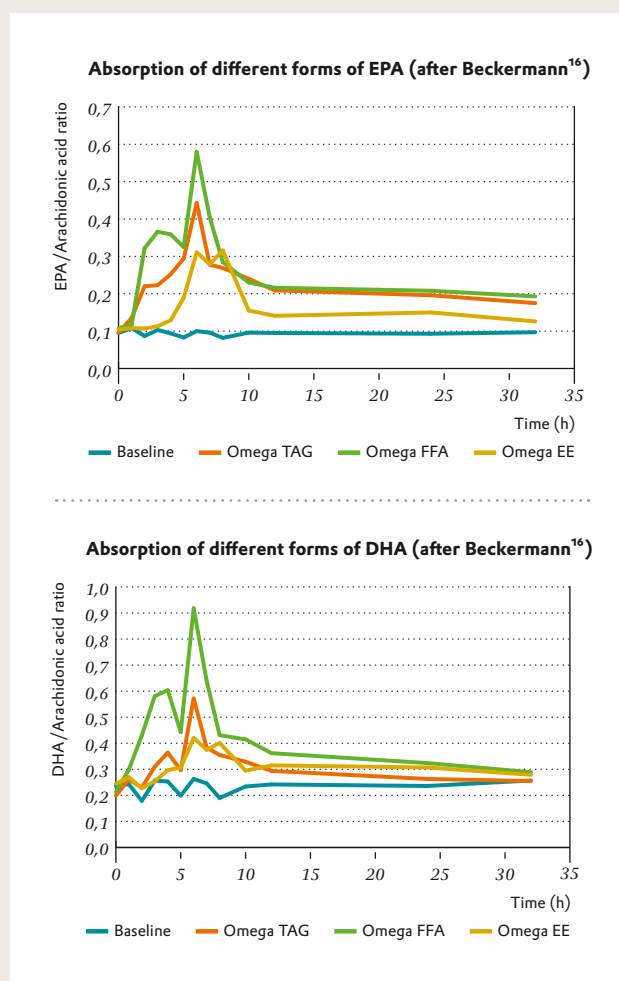 Absorption of different forms of EPA (after Beckermann¹⁶)
EPA/Arachidonic acid ratio
0,7
0,6
0,5
0,4
0,3
0,2
0,1
0,0
0 5 10 15 20 25 30 35
Time (h)
Baseline Omega TAG Omega FFA Omega EE
Absorption of different forms of DHA (after Beckermann¹⁶)
DHA/Arachidonic acid ratio
1,0
0,9
0,8
0,7
0,6
0,5
0,4
0,3
0,2
0,1
0,0
0 5 10 15 20 25 30 35
Time (h)
Baseline Omega TAG Omega FFA Omega EE